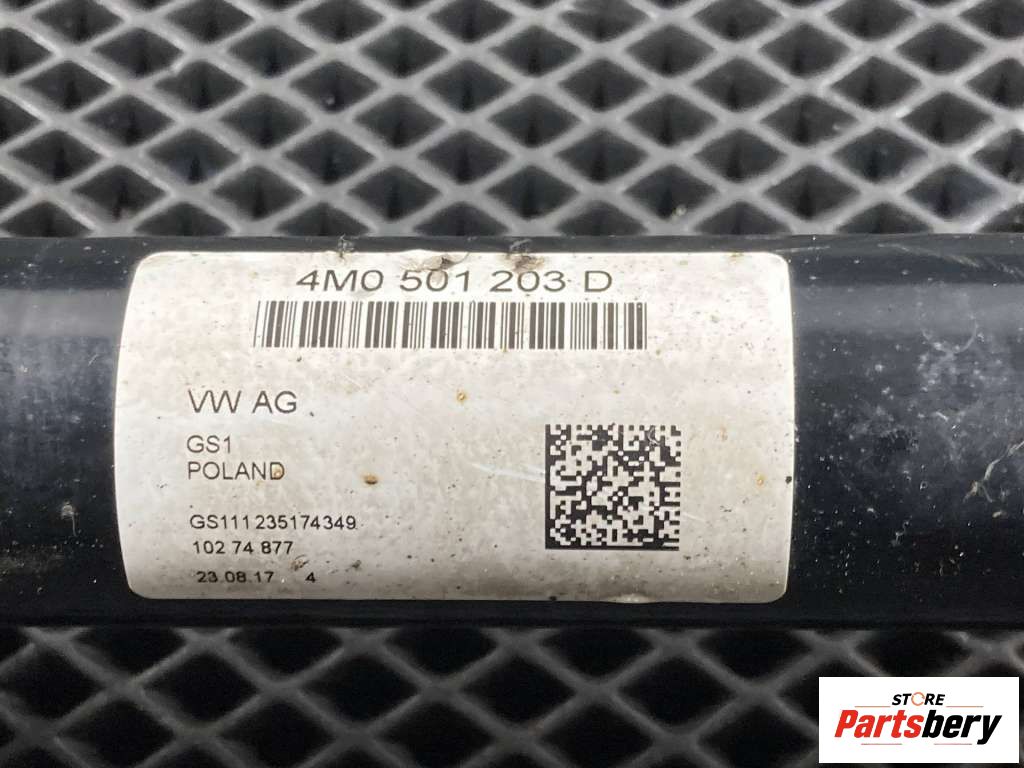 4M0 501 203 D
VW AG
GS1
POLAND
GS111235174349
102 74 877
23.08.17 4
STORE
Partsbery